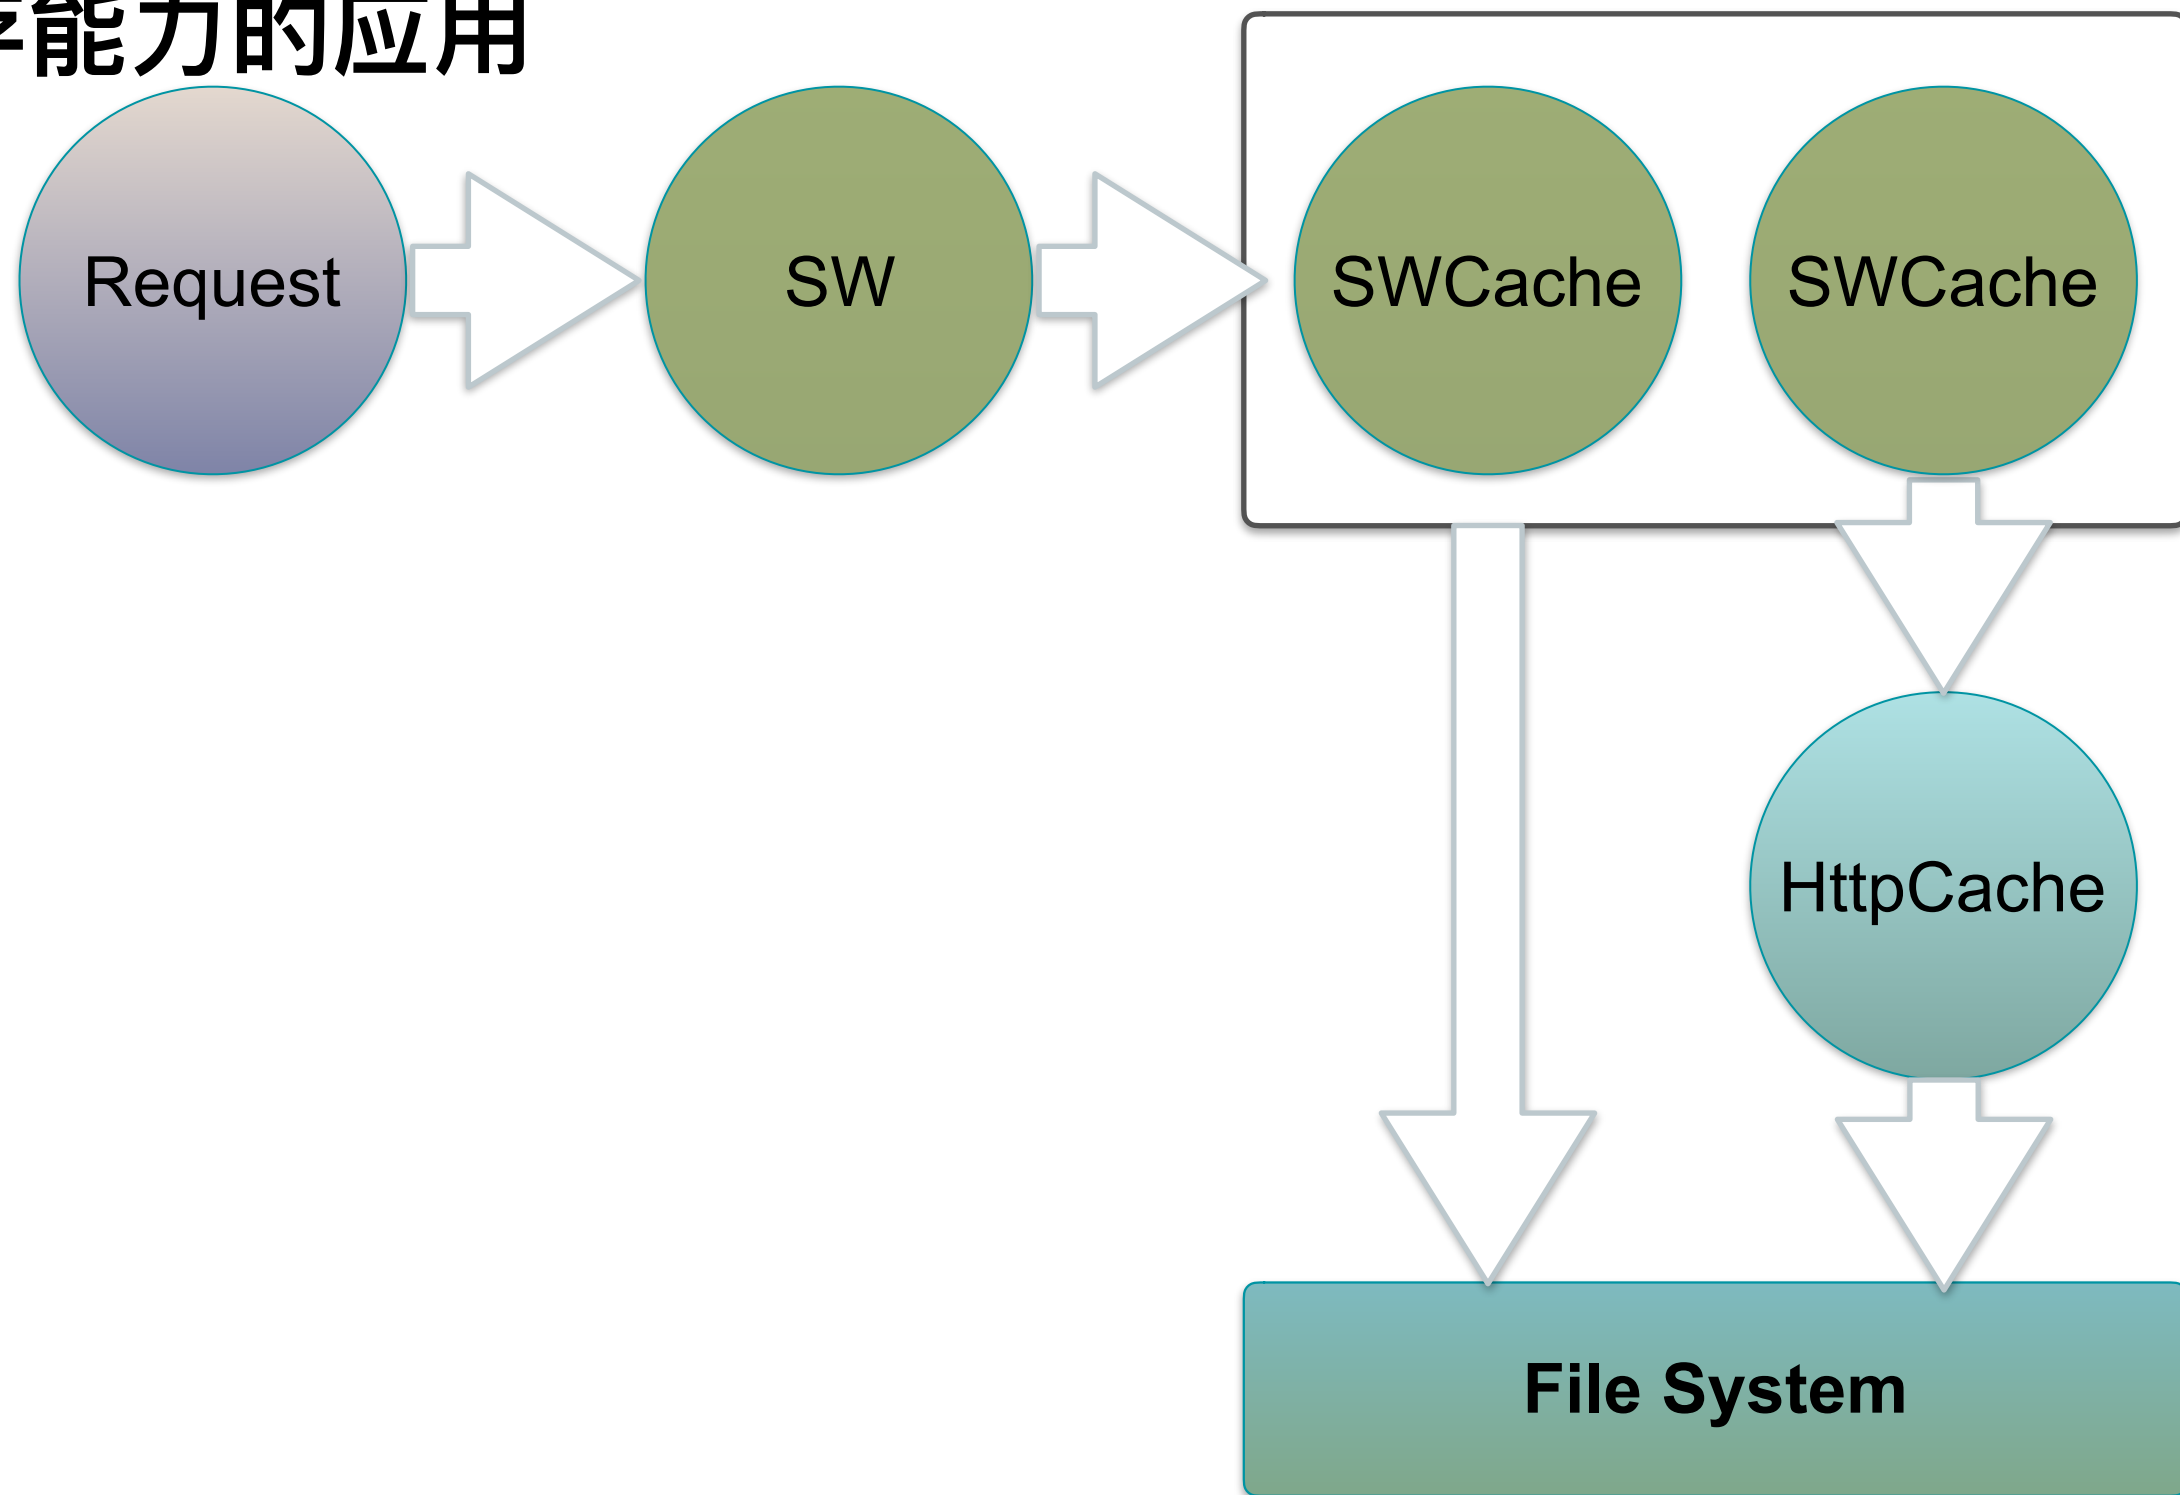 能力的应用
Request
SW
SWCache
SWCache
HttpCache
File System